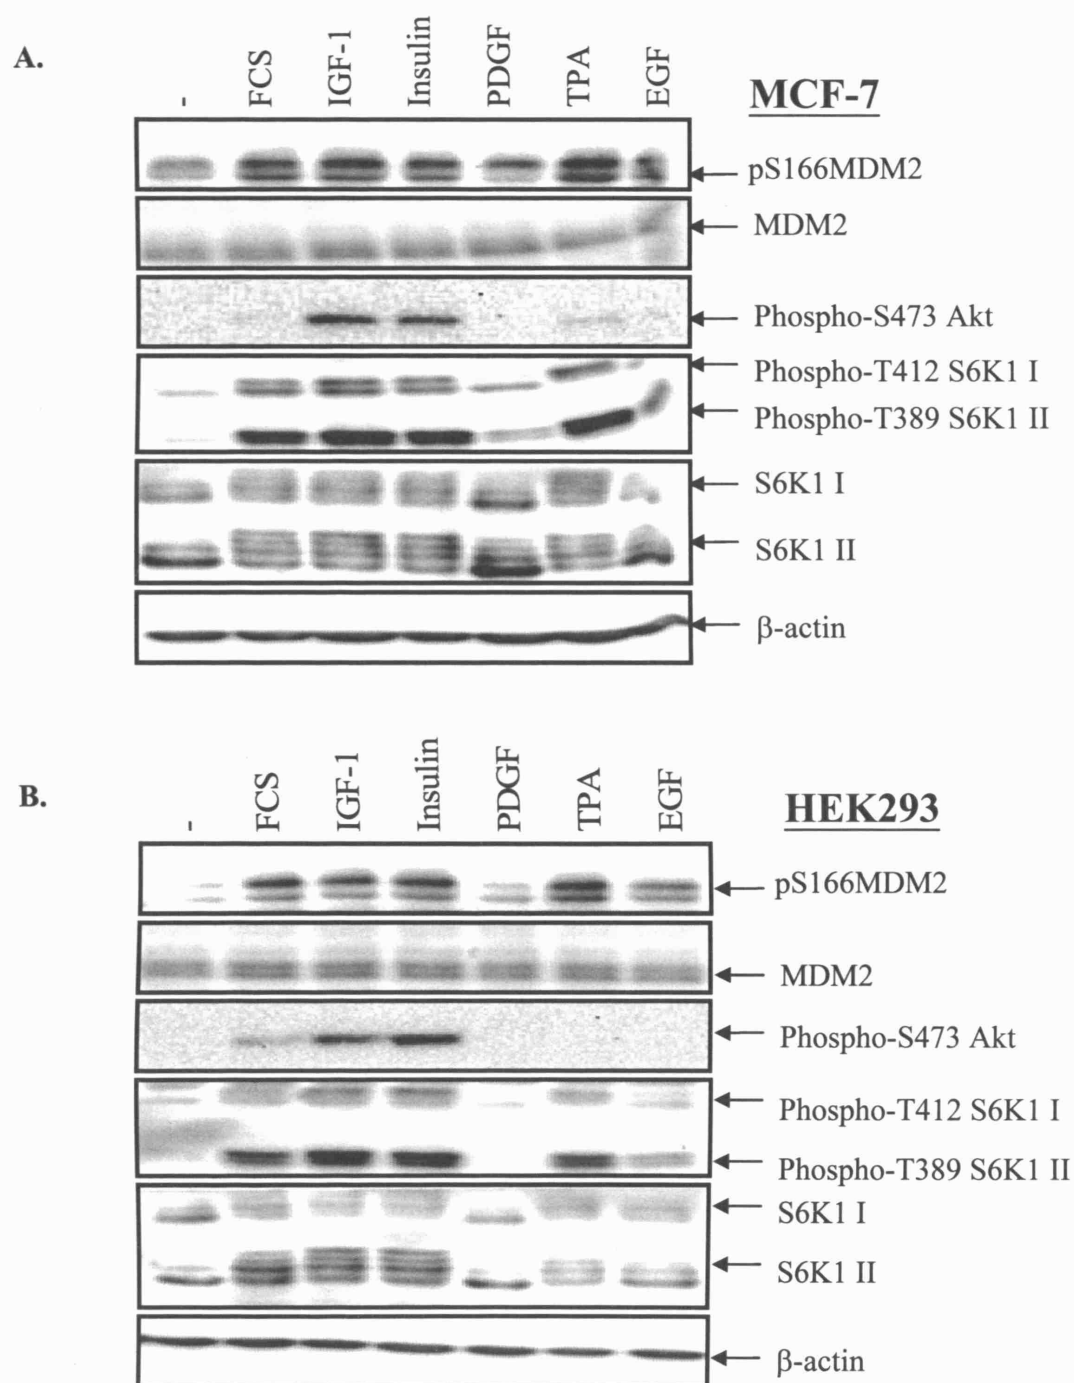 A.
-
FCS
IGF-1
Insulin
PDGF
TPA
EGF
MCF-7
pS166MDM2
MDM2
Phospho-S473 Akt
Phospho-T412 S6K1 I
Phospho-T389 S6K1 II
S6K1 I
S6K1 II
β-actin
B.
-
FCS
IGF-1
Insulin
PDGF
TPA
EGF
HEK293
pS166MDM2
MDM2
Phospho-S473 Akt
Phospho-T412 S6K1 I
Phospho-T389 S6K1 II
S6K1 I
S6K1 II
β-actin